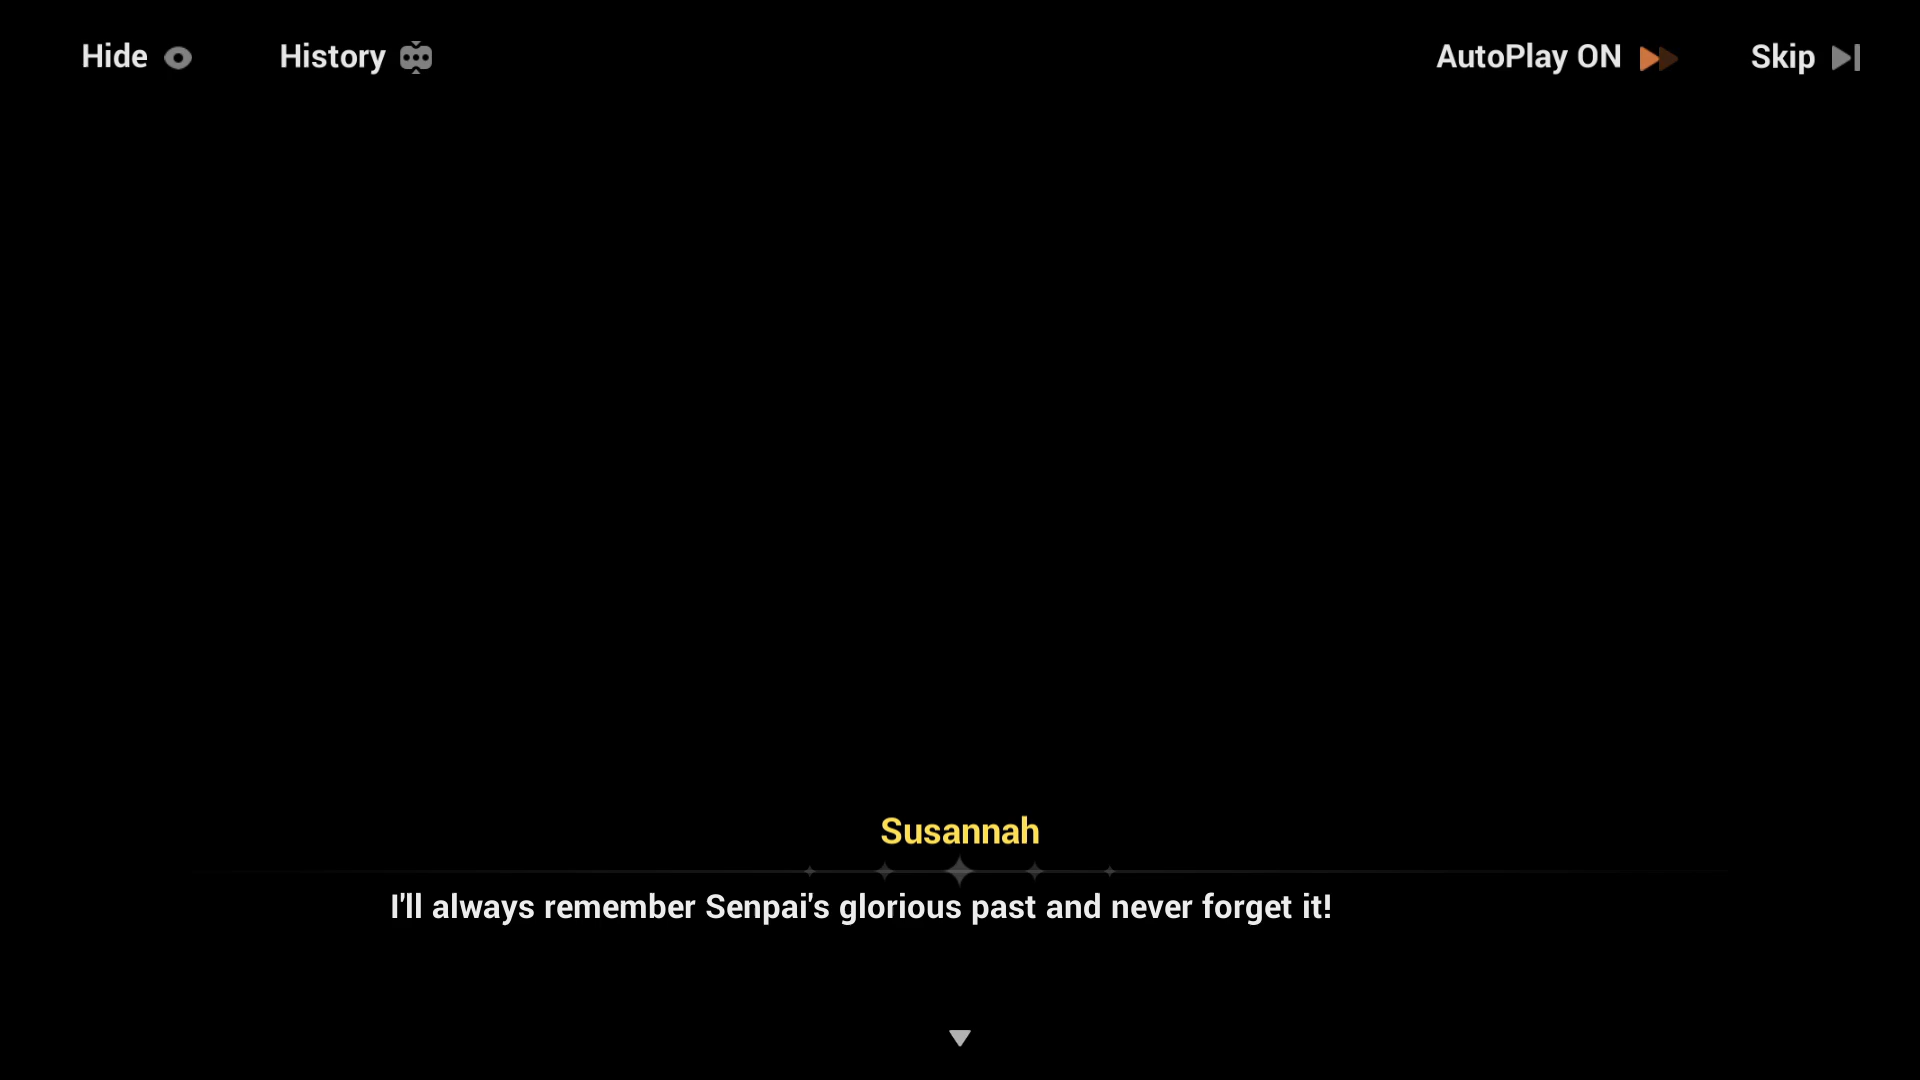 Hide
History
AutoPlay ON
Skip
Susannah
I'll always remember Senpai's glorious past and never forget it!